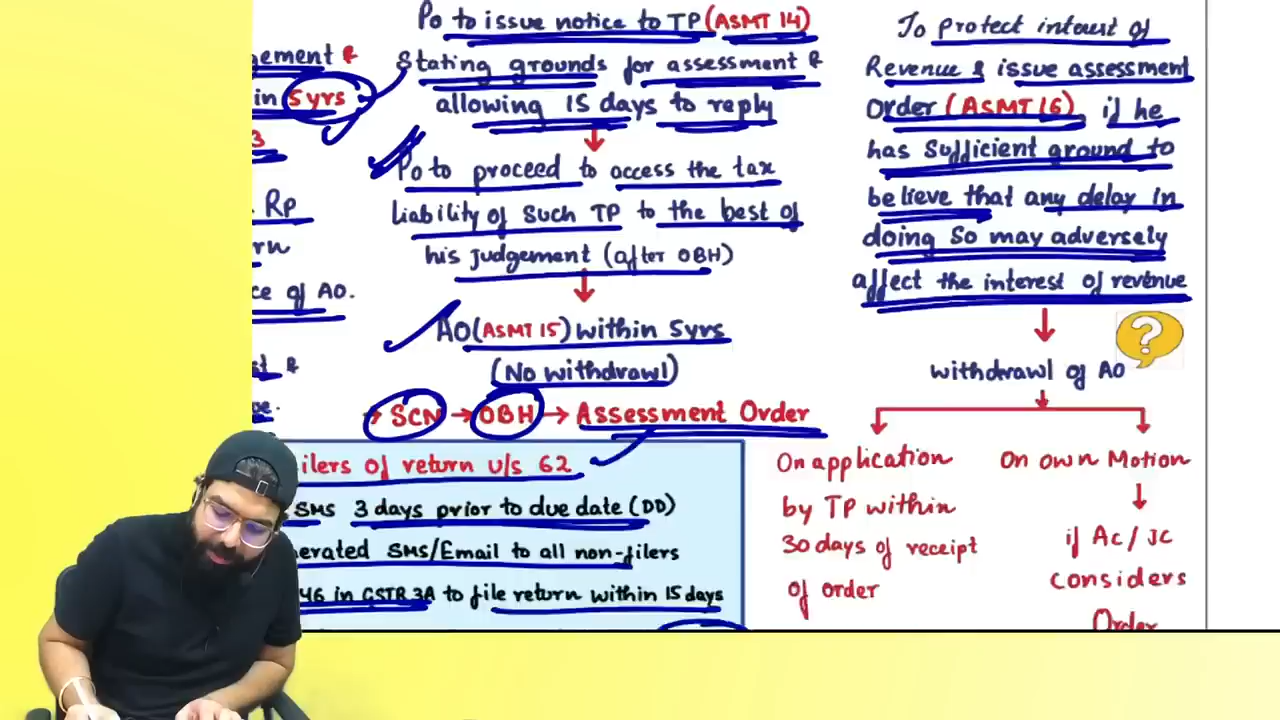 gement &
in 5yrs
3
Rp
rn
ce of AO.
t &
Po to issue notice to TP (ASMT 14)
Stating grounds for assessment &
allowing 15 days to reply
Po to proceed to access the tax
liability of Such TP to the best of
his judgement (after OBH)
AO (ASMT 15) within 5yrs
(No withdrawl)
→ SCN → OBH → Assessment Order
ilers of return u/s 62
SMS 3 days prior to due date (DD)
erated SMS/Email to all non-filers
46 in GSTR 3A to file return within 15 days
To protect interest of
Revenue & issue assessment
Order (ASMT 16), if he
has Sufficient ground to
believe that any delay in
doing So may adversely
affect the interest of revenue
?
withdrawl of AO
On application
by TP within
30 days of receipt
of order
On own Motion
if Ac / Jc
considers
Order